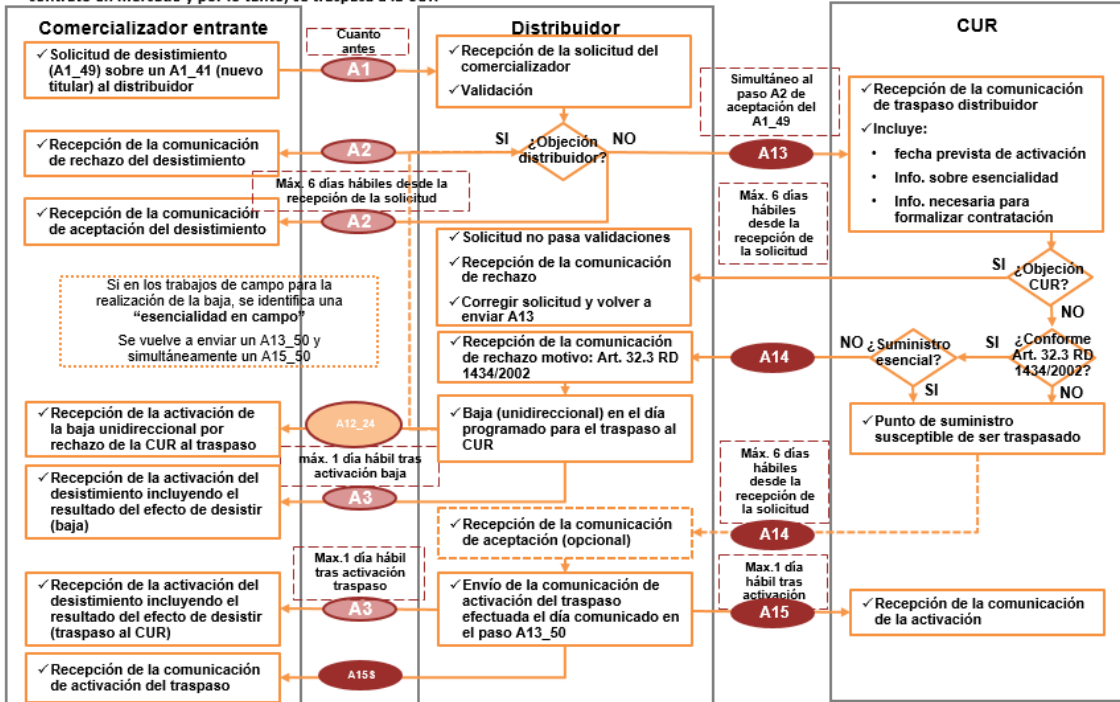 contrato en mercado y por lo tanto, se traspasa a la CUR
Comercializador entrante
Distribuidor
CUR
✓ Solicitud de desistimiento
(A1_49) sobre un A1_41 (nuevo
titular) al distribuidor
Cuanto
antes
A1
✓ Recepción de la solicitud del
comercializador
✓ Validación
Simultáneo al
paso A2 de
aceptación del
A1_49
✓ Recepción de la comunicación
de traspaso distribuidor
✓ Incluye:
• fecha prevista de activación
• Info. sobre esencialidad
• Info. necesaria para
formalizar contratación
✓ Recepción de la comunicación
de rechazo del desistimiento
A2
SI
¿Objeción
distribuidor?
NO
A13
Máx. 6 días hábiles desde la
recepción de la solicitud
✓ Recepción de la comunicación
de aceptación del desistimiento
A2
Máx. 6 días
hábiles
desde la
recepción de
la solicitud
✓ Solicitud no pasa validaciones
✓ Recepción de la comunicación
de rechazo
✓ Corregir solicitud y volver a
enviar A13
SI
¿Objeción
CUR?
NO
Si en los trabajos de campo para la
realización de la baja, se identifica una
“esencialidad en campo”
Se vuelve a enviar un A13_50 y
simultáneamente un A15_50
✓ Recepción de la comunicación
de rechazo motivo: Art. 32.3 RD
1434/2002
A14
NO
¿Suministro
esencial?
SI
SI
¿Conforme
Art. 32.3 RD
1434/2002?
NO
✓ Recepción de la activación de
la baja unidireccional por
rechazo de la CUR al traspaso
A12_24
✓ Baja (unidireccional) en el día
programado para el traspaso al
CUR
✓ Punto de suministro
susceptible de ser traspasado
máx. 1 día hábil tras
activación baja
Máx. 6 días
hábiles
desde la
recepción de
la solicitud
✓ Recepción de la activación del
desistimiento incluyendo el
resultado del efecto de desistir
(baja)
A3
✓ Recepción de la comunicación
de aceptación (opcional)
A14
Max.1 día hábil
tras activación
traspaso
Max.1 día
hábil tras
activación
✓ Recepción de la activación del
desistimiento incluyendo el
resultado del efecto de desistir
(traspaso al CUR)
A3
✓ Envío de la comunicación de
activación del traspaso
efectuada el día comunicado en
el paso A13_50
A15
✓ Recepción de la comunicación
de la activación
✓ Recepción de la comunicación
de activación del traspaso
A15S